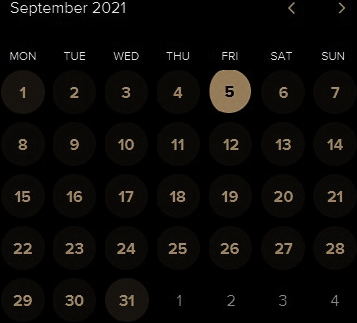 September 2021 < >
MON TUE WED THU FRI SAT SUN
1 2 3 4 5 6 7
8 9 10 11 12 13 14
15 16 17 18 19 20 21
22 23 24 25 26 27 28
29 30 31 1 2 3 4